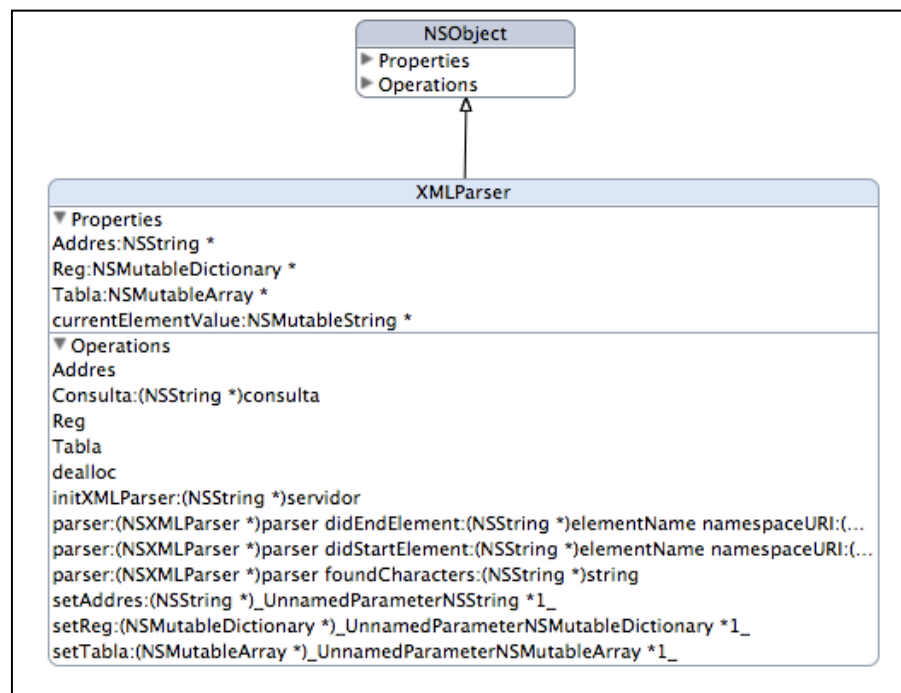 NSObject
Properties
Operations
XMLParser
Properties
Addres:NSString *
Reg:NSMutableDictionary *
Tabla:NSMutableArray *
currentElementValue:NSMutableString *
Operations
Addres
Consulta:(NSString *)consulta
Reg
Tabla
dealloc
initXMLParser:(NSString *)servidor
parser:(NSXMLParser *)parser didEndElement:(NSString *)elementName namespaceURI:(...
parser:(NSXMLParser *)parser didStartElement:(NSString *)elementName namespaceURI:(...
parser:(NSXMLParser *)parser foundCharacters:(NSString *)string
setAddres:(NSString *)_UnnamedParameterNSString *1_
setReg:(NSMutableDictionary *)_UnnamedParameterNSMutableDictionary *1_
setTabla:(NSMutableArray *)_UnnamedParameterNSMutableArray *1_